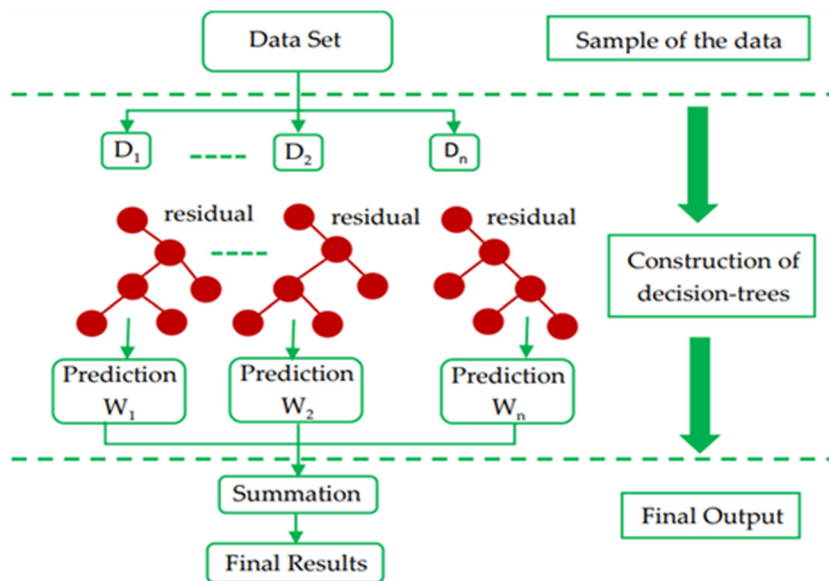 Data Set
Sample of the data
D1
D2
Dn
residual
residual
residual
Construction of
decision-trees
Prediction
W1
Prediction
W2
Prediction
Wn
Summation
Final Output
Final Results